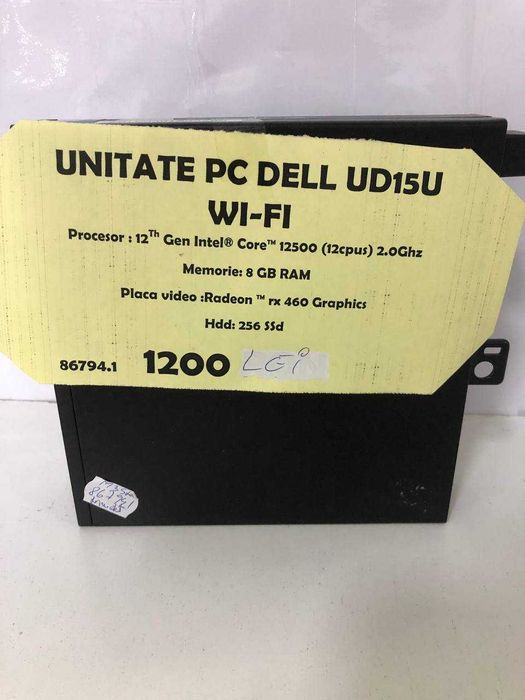 UNITATE PC DELL UD15U
WI-FI
Procesor : 12Th Gen Intel® Core™ 12500 (12cpus) 2.0Ghz
Memorie: 8 GB RAM
Placa video :Radeon ™ rx 460 Graphics
Hdd: 256 SSd
86794.1 1200 LEi